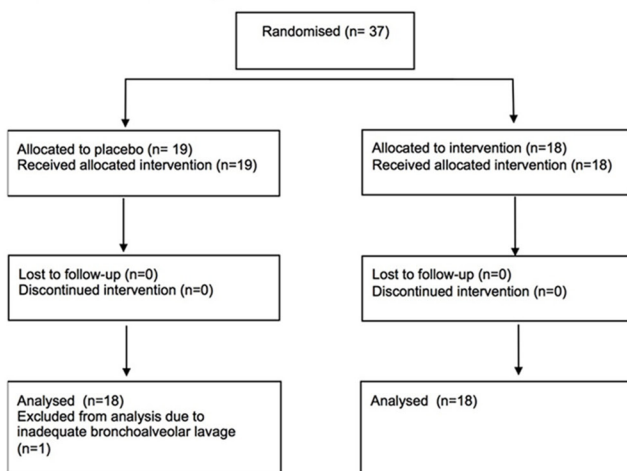 Randomised (n= 37)
Allocated to placebo (n= 19)
Received allocated intervention (n=19)
Allocated to intervention (n=18)
Received allocated intervention (n=18)
Lost to follow-up (n=0)
Discontinued intervention (n=0)
Lost to follow-up (n=0)
Discontinued intervention (n=0)
Analysed (n=18)
Excluded from analysis due to
inadequate bronchoalveolar lavage
(n=1)
Analysed (n=18)